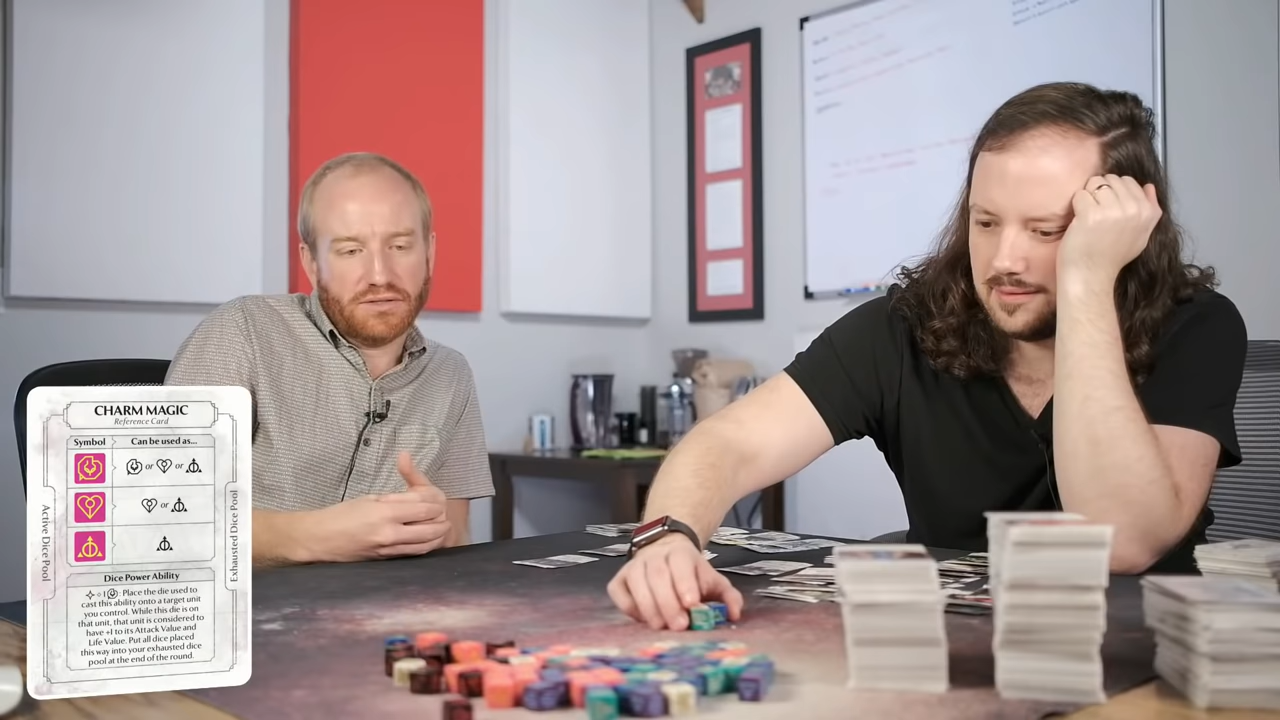 CHARM MAGIC
Reference Card
Symbol Can be used as...
or or
or
Active Dice Pool
Exhausted Dice Pool
Dice Power Ability
1 : Place the die used to
cast this ability onto a target unit
you control. While this die is on
that unit, that unit is considered to
have +1 to its Attack Value and
Life Value. Put all dice placed
this way into your exhausted dice
pool at the end of the round.